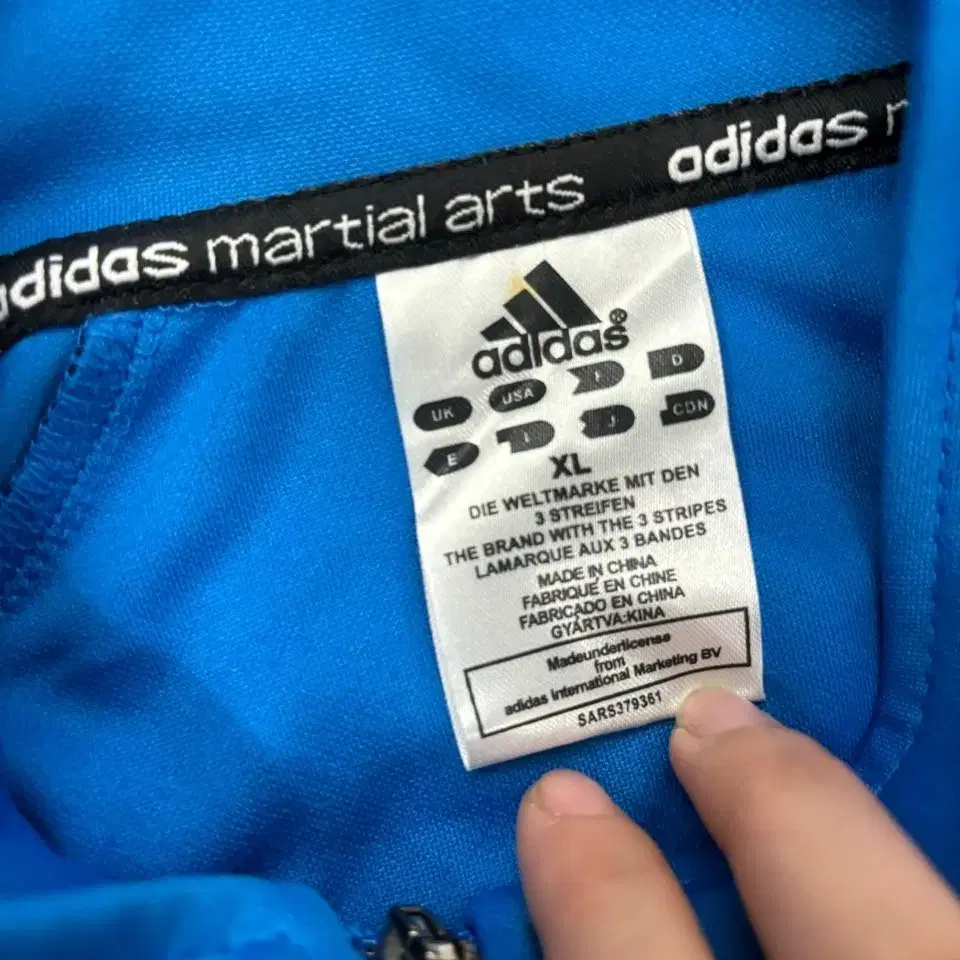 adidas martial arts adidas
adidas®
UK USA F D
E I J CDN
XL
DIE WELTMARKE MIT DEN
3 STREIFEN
THE BRAND WITH THE 3 STRIPES
LAMARQUE AUX 3 BANDES
MADE IN CHINA
FABRIQUÉ EN CHINE
FABRICADO EN CHINA
GYÁRTVA:KINA
Madeunderlicense
from
adidas International Marketing BV
SARS379361